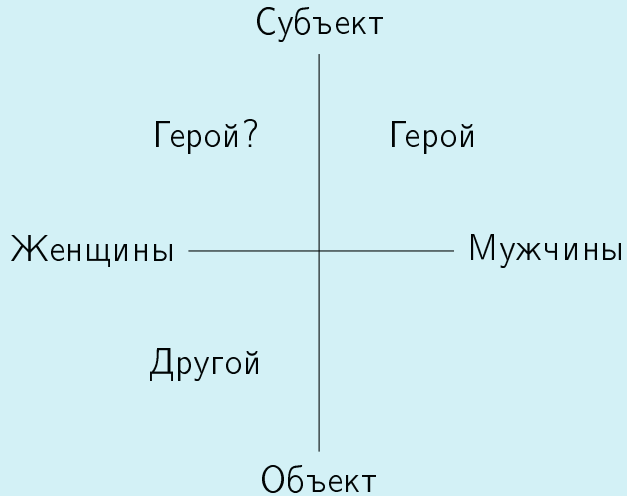 Субъект
Герой? Герой
Женщины Мужчины
Другой
Объект